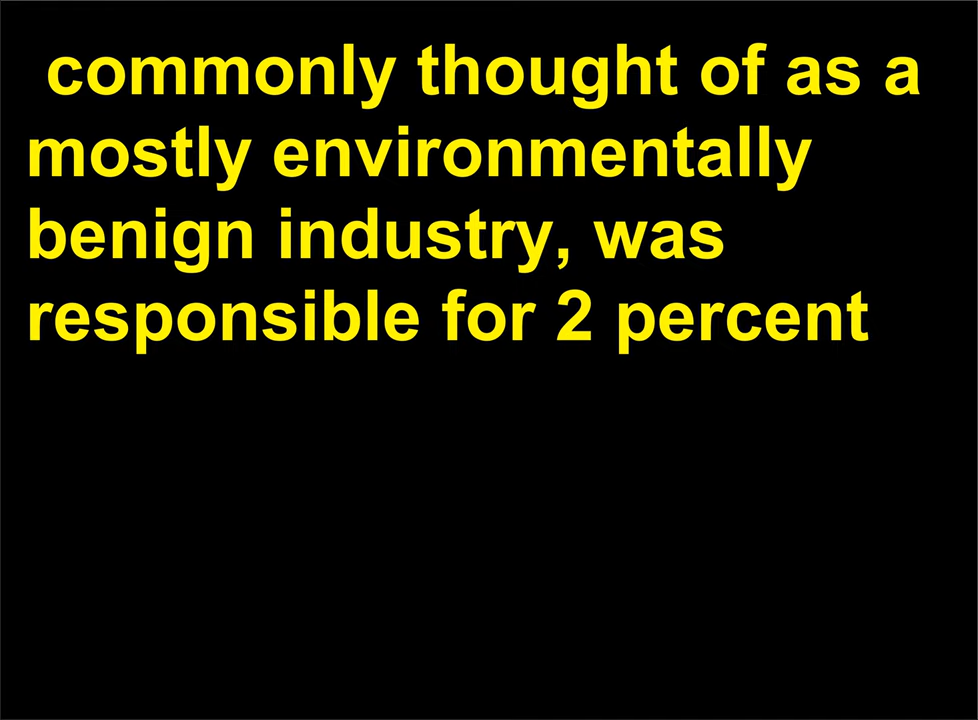 commonly thought of as a
mostly environmentally
benign industry, was
responsible for 2 percent